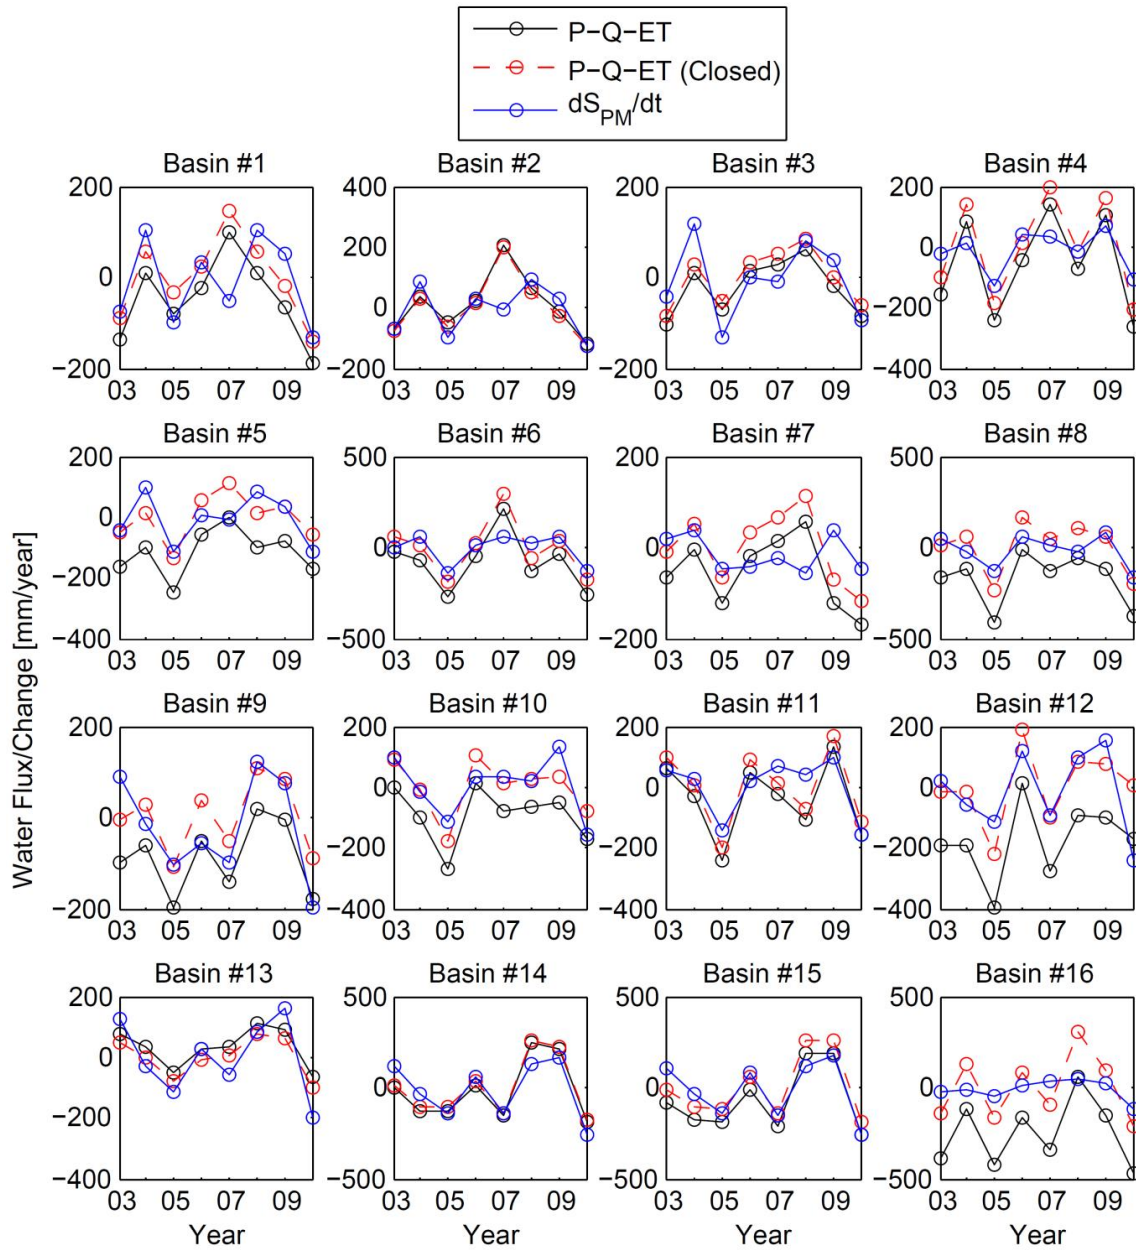 P−Q−ET
P−Q−ET (Closed)
dS_PM/dt
Basin #1 Basin #2 Basin #3 Basin #4
200 400 200 200
0 200 0 0
0 −200
−200 −200 −200 −400
03 05 07 09 03 05 07 09 03 05 07 09 03 05 07 09
Basin #5 Basin #6 Basin #7 Basin #8
200 500 200 500
0 0 0 0
−200
−400 −500 −200 −500
03 05 07 09 03 05 07 09 03 05 07 09 03 05 07 09
Water Flux/Change [mm/year]
Basin #9 Basin #10 Basin #11 Basin #12
200 200 200 200
0 0 0 0
−200 −200 −200
−200 −400 −400 −400
03 05 07 09 03 05 07 09 03 05 07 09 03 05 07 09
Basin #13 Basin #14 Basin #15 Basin #16
200 500 500 500
0 0 0 0
−200
−400 −500 −500 −500
03 05 07 09 03 05 07 09 03 05 07 09 03 05 07 09
Year Year Year Year